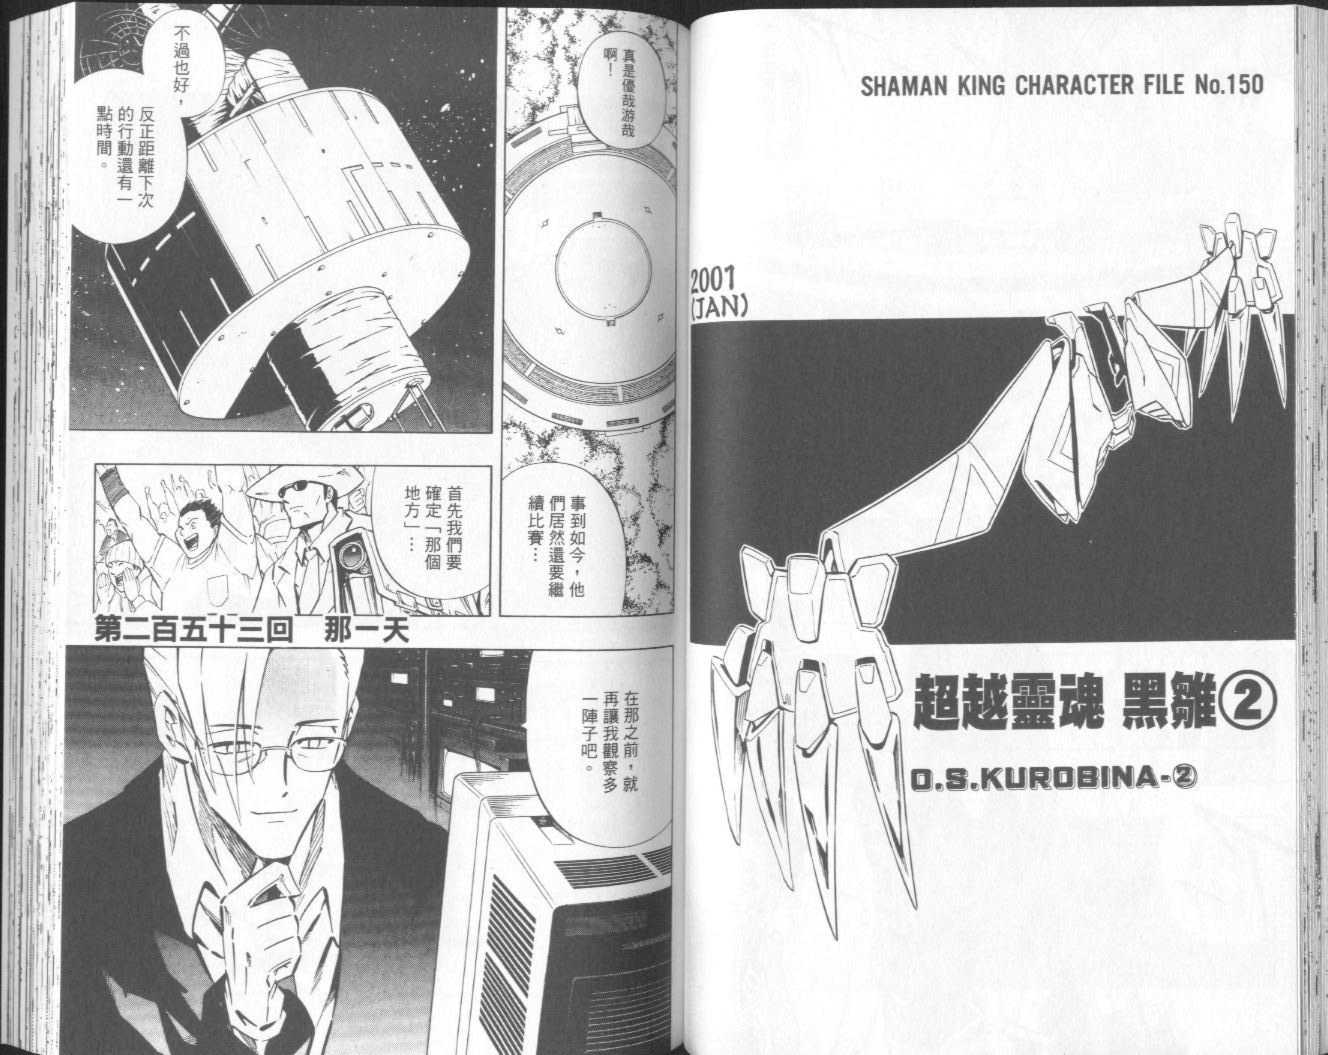 SHAMAN KING CHARACTER FILE No.150
2001
(JAN)
超越靈魂 黑雛②
O.S.KUROBINA-②
真是優哉游哉
啊！
事到如今，他
們居然還要繼
續比賽…
不過也好，
反正距離下次
的行動還有一
點時間。
首先我們要
確定「那個
地方」…
第二百五十三回 那一天
在那之前，就
再讓我觀察多
一陣子吧。